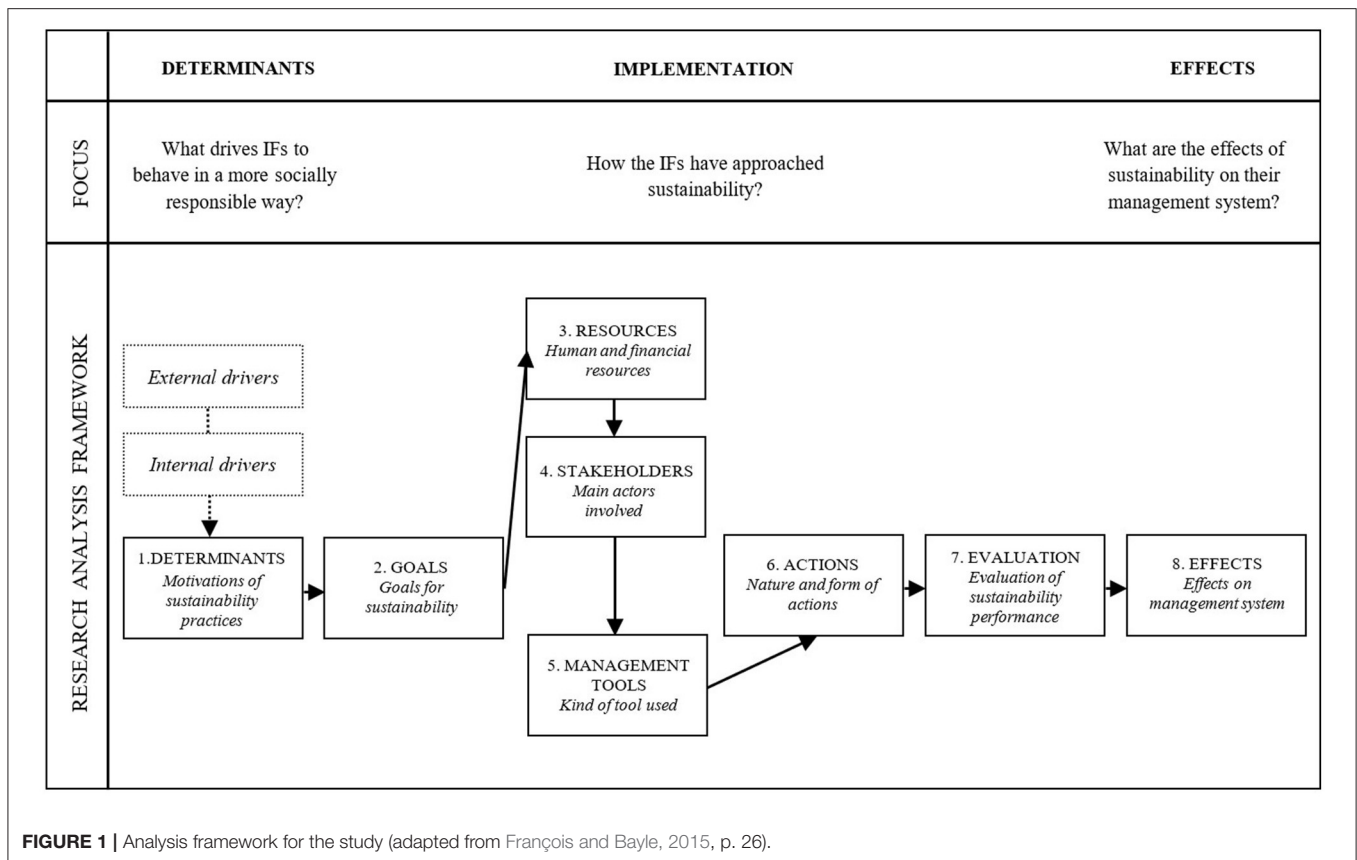 DETERMINANTS
IMPLEMENTATION
EFFECTS
FOCUS
What drives IFs to
behave in a more socially
responsible way?
How the IFs have approached
sustainability?
What are the effects of
sustainability on their
management system?
RESEARCH ANALYSIS FRAMEWORK
External drivers
Internal drivers
1.DETERMINANTS
Motivations of
sustainability
practices
2. GOALS
Goals for
sustainability
3. RESOURCES
Human and financial
resources
4. STAKEHOLDERS
Main actors
involved
5. MANAGEMENT
TOOLS
Kind of tool used
6. ACTIONS
Nature and form of
actions
7. EVALUATION
Evaluation of
sustainability
performance
8. EFFECTS
Effects on
management system
FIGURE 1 | Analysis framework for the study (adapted from François and Bayle, 2015, p. 26).